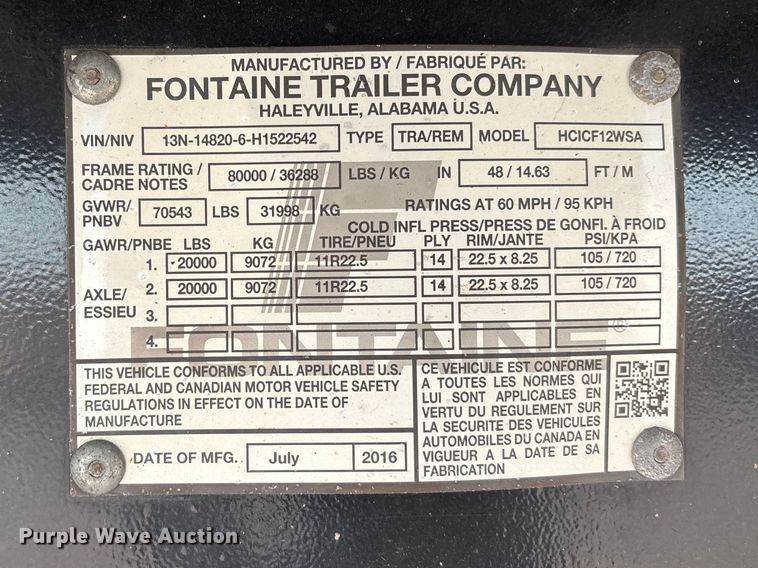 MANUFACTURED BY / FABRIQUÉ PAR:
FONTAINE TRAILER COMPANY
HALEYVILLE, ALABAMA U.S.A.
VIN/NIV 13N-14820-6-H1522542 TYPE TRA/REM MODEL HCICF12WSA
FRAME RATING / CADRE NOTES 80000 / 36288 LBS / KG IN 48 / 14.63 FT / M
GVWR/ PNBV 70543 LBS 31998 KG RATINGS AT 60 MPH / 95 KPH
COLD INFL PRESS/PRESS DE GONFI. À FROID
GAWR/PNBE LBS KG TIRE/PNEU PLY RIM/JANTE PSI/KPA
1. 20000 9072 11R22.5 14 22.5 x 8.25 105 / 720
AXLE/ ESSIEU 2. 20000 9072 11R22.5 14 22.5 x 8.25 105 / 720
3.
4.
FONTAINE®
THIS VEHICLE CONFORMS TO ALL APPLICABLE U.S.
FEDERAL AND CANADIAN MOTOR VEHICLE SAFETY
REGULATIONS IN EFFECT ON THE DATE OF
MANUFACTURE
DATE OF MFG. July 2016
CE VEHICULE EST CONFORME
A TOUTES LES NORMES QUI
LUI SONT APPLICABLES EN
VERTU DU REGULEMENT SUR
LA SECURITE DES VEHICULES
AUTOMOBILES DU CANADA EN
VIGUEUR A LA DATE DE SA
FABRICATION
Purple Wave Auction